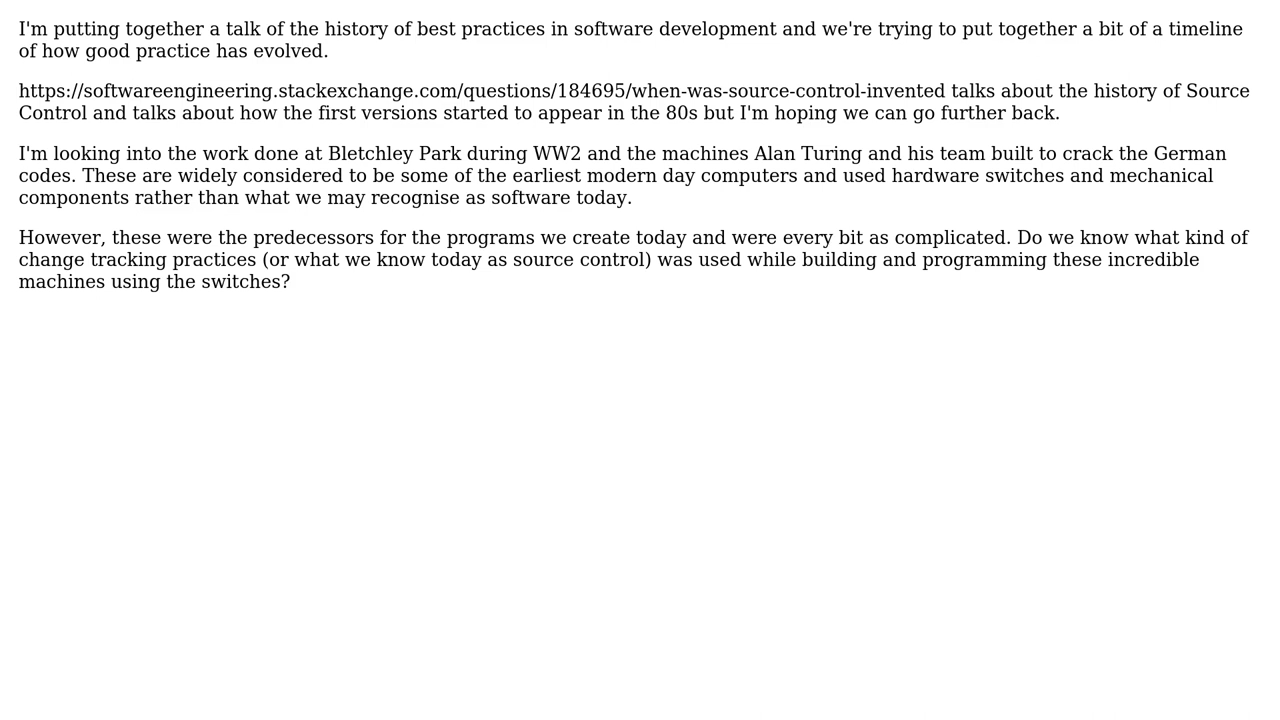 I'm putting together a talk of the history of best practices in software development and we're trying to put together a bit of a timeline
of how good practice has evolved.
https://softwareengineering.stackexchange.com/questions/184695/when-was-source-control-invented talks about the history of Source
Control and talks about how the first versions started to appear in the 80s but I'm hoping we can go further back.
I'm looking into the work done at Bletchley Park during WW2 and the machines Alan Turing and his team built to crack the German
codes. These are widely considered to be some of the earliest modern day computers and used hardware switches and mechanical
components rather than what we may recognise as software today.
However, these were the predecessors for the programs we create today and were every bit as complicated. Do we know what kind of
change tracking practices (or what we know today as source control) was used while building and programming these incredible
machines using the switches?